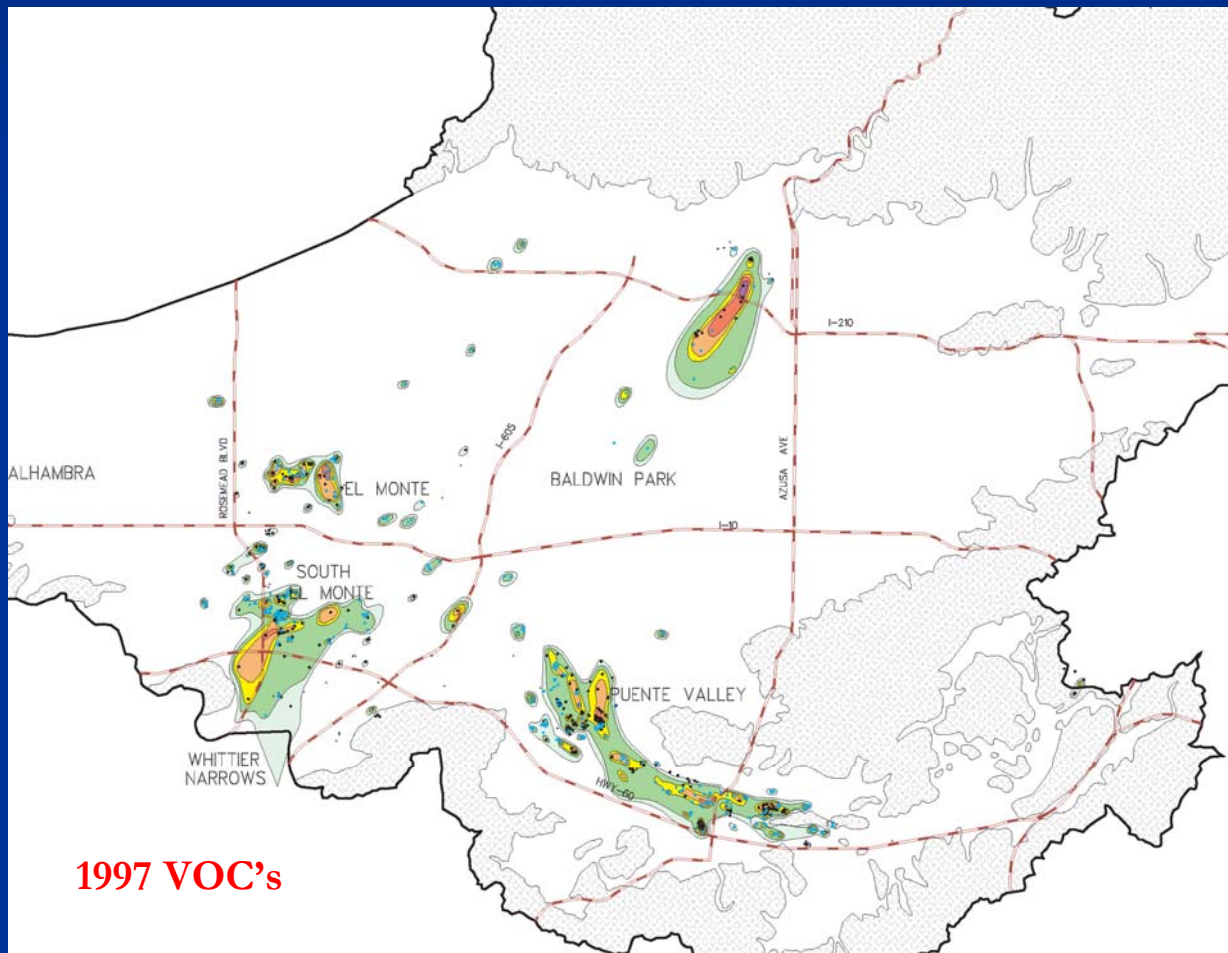 I-210
I-605
ROSEMEAD BLVD
AZUSA AVE
ALHAMBRA
EL MONTE
BALDWIN PARK
I-10
SOUTH
EL MONTE
PUENTE VALLEY
WHITTIER
NARROWS
HWY-60
1997 VOC's